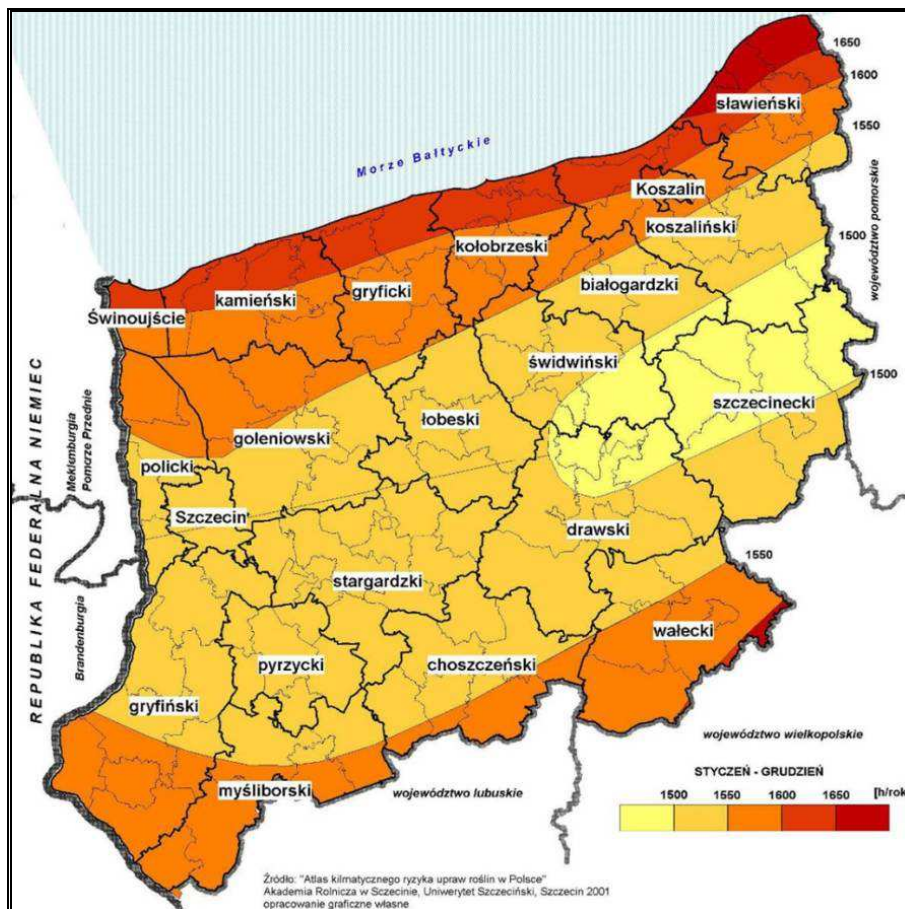 1650
1600
sławieński
1550
Morze Bałtyckie
Koszalin
województwo pomorskie
koszaliński
kołobrzeski
1500
białogardzki
gryficki
kamieński
Świnoujście
świdwiński
1500
szczecinecki
łobeski
goleniowski
REPUBLIKA FEDERALNA NIEMIEC
Meklemburgia
Pomorze Przednie
policki
Szczecin
drawski
1550
stargardzki
Brandenburgia
wałecki
pyrzycki
choszczeński
gryfiński
województwo wielkopolskie
myśliborski
województwo lubuskie
STYCZEŃ - GRUDZIEŃ
1500 1550 1600 1650 [h/rok
Źródło: "Atlas kilmatycznego ryzyka upraw roślin w Polsce"
Akademia Rolnicza w Sczecinie, Uniwerytet Szczeciński, Szczecin 2001
opracowanie graficzne własne